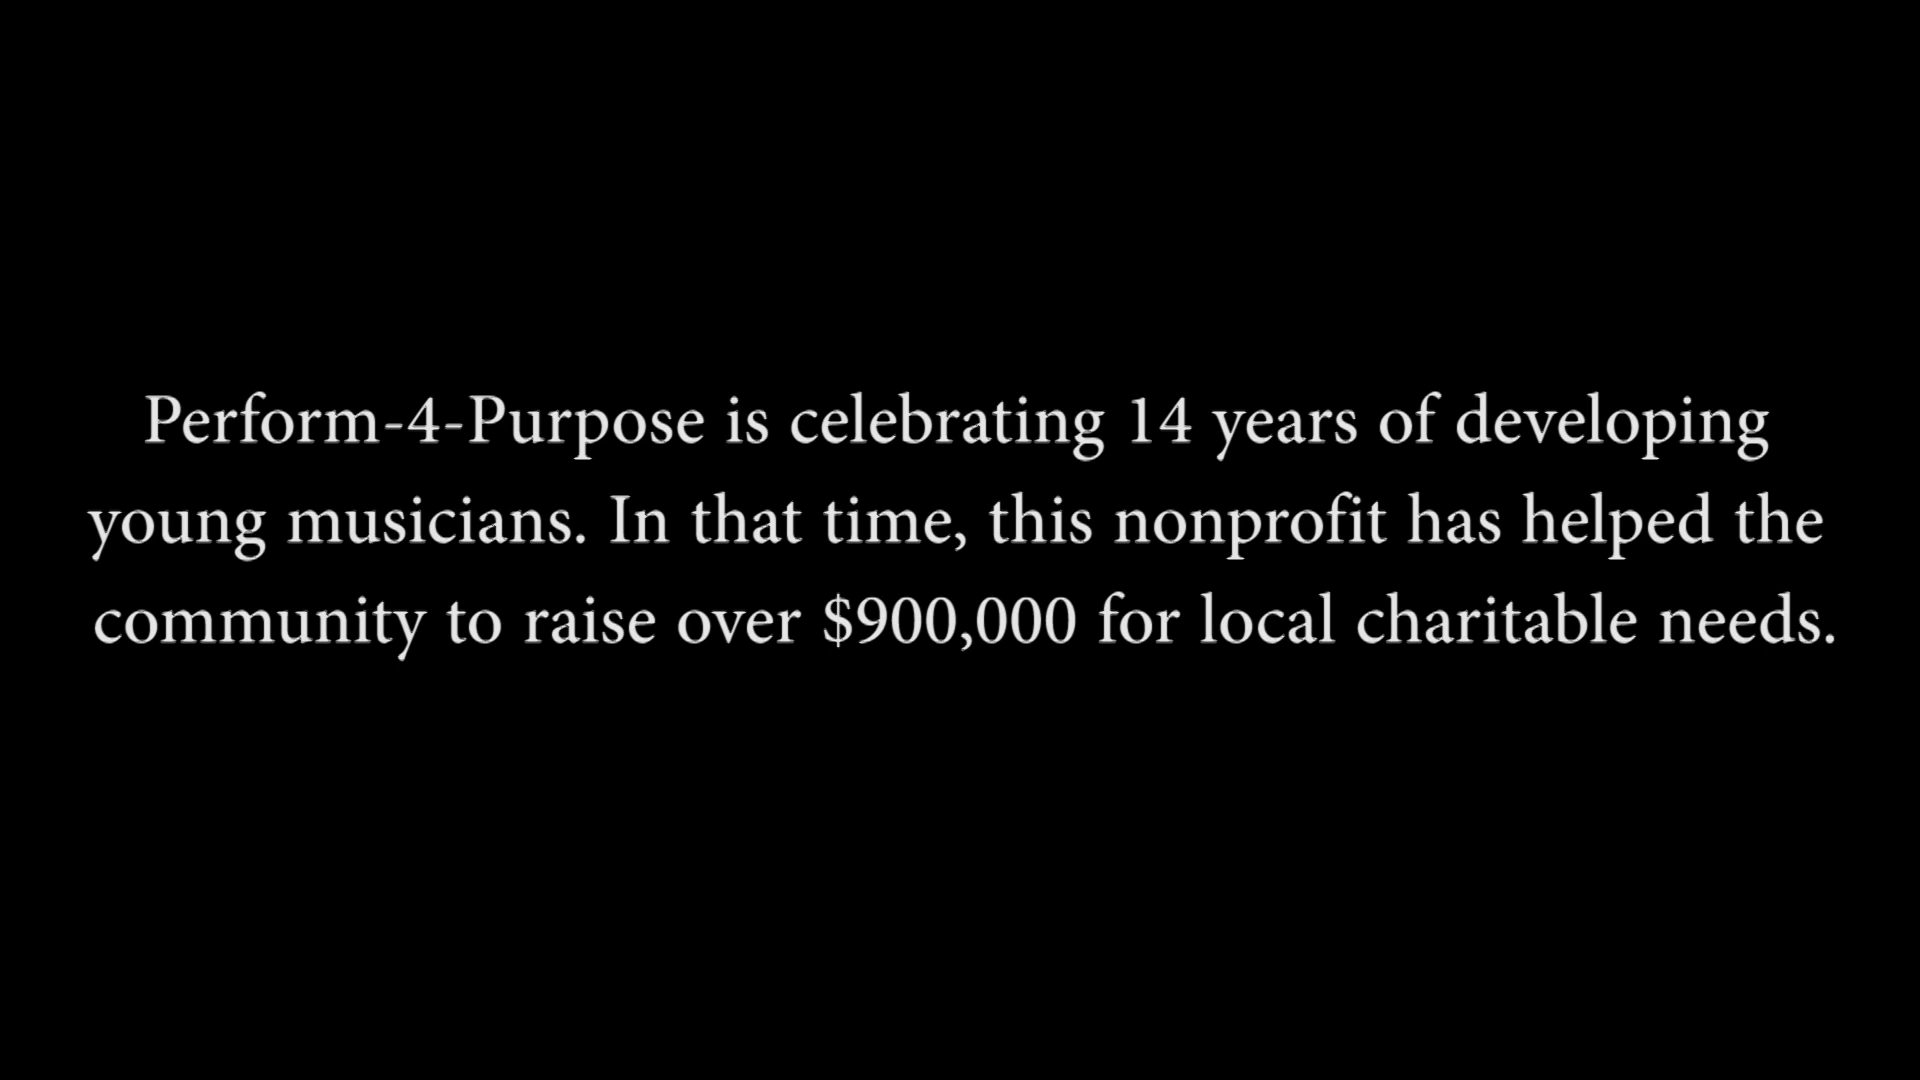 Perform-4-Purpose is celebrating 14 years of developing
young musicians. In that time, this nonprofit has helped the
community to raise over $900,000 for local charitable needs.